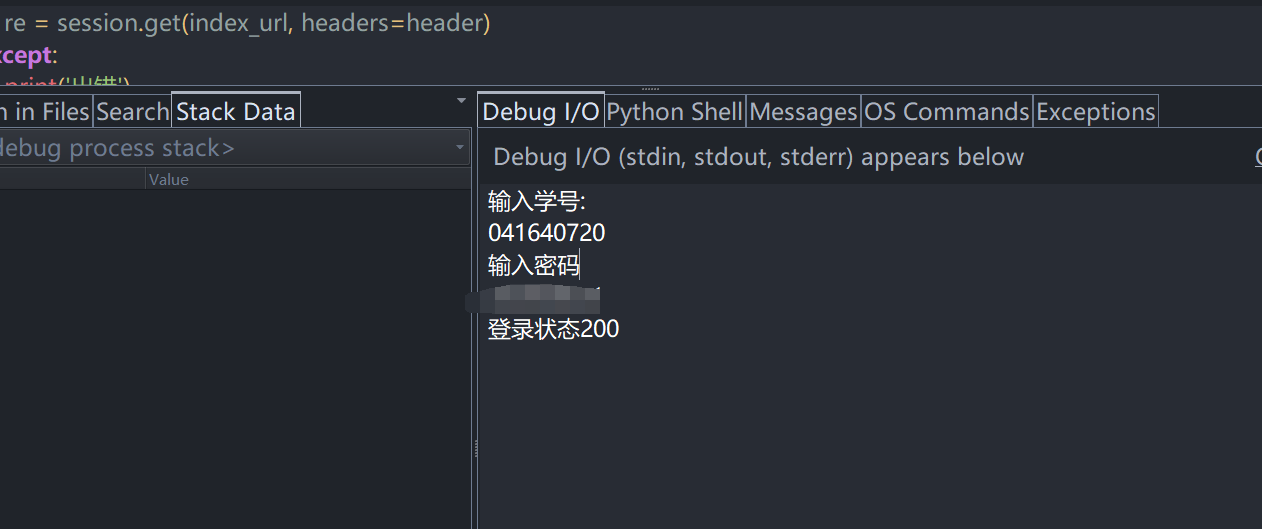 re = session.get(index_url, headers=header)
cept:
print('出错')
n in Files Search Stack Data
debug process stack>
Value
Debug I/O Python Shell Messages OS Commands Exceptions
Debug I/O (stdin, stdout, stderr) appears below
输入学号:
041640720
输入密码
登录状态200